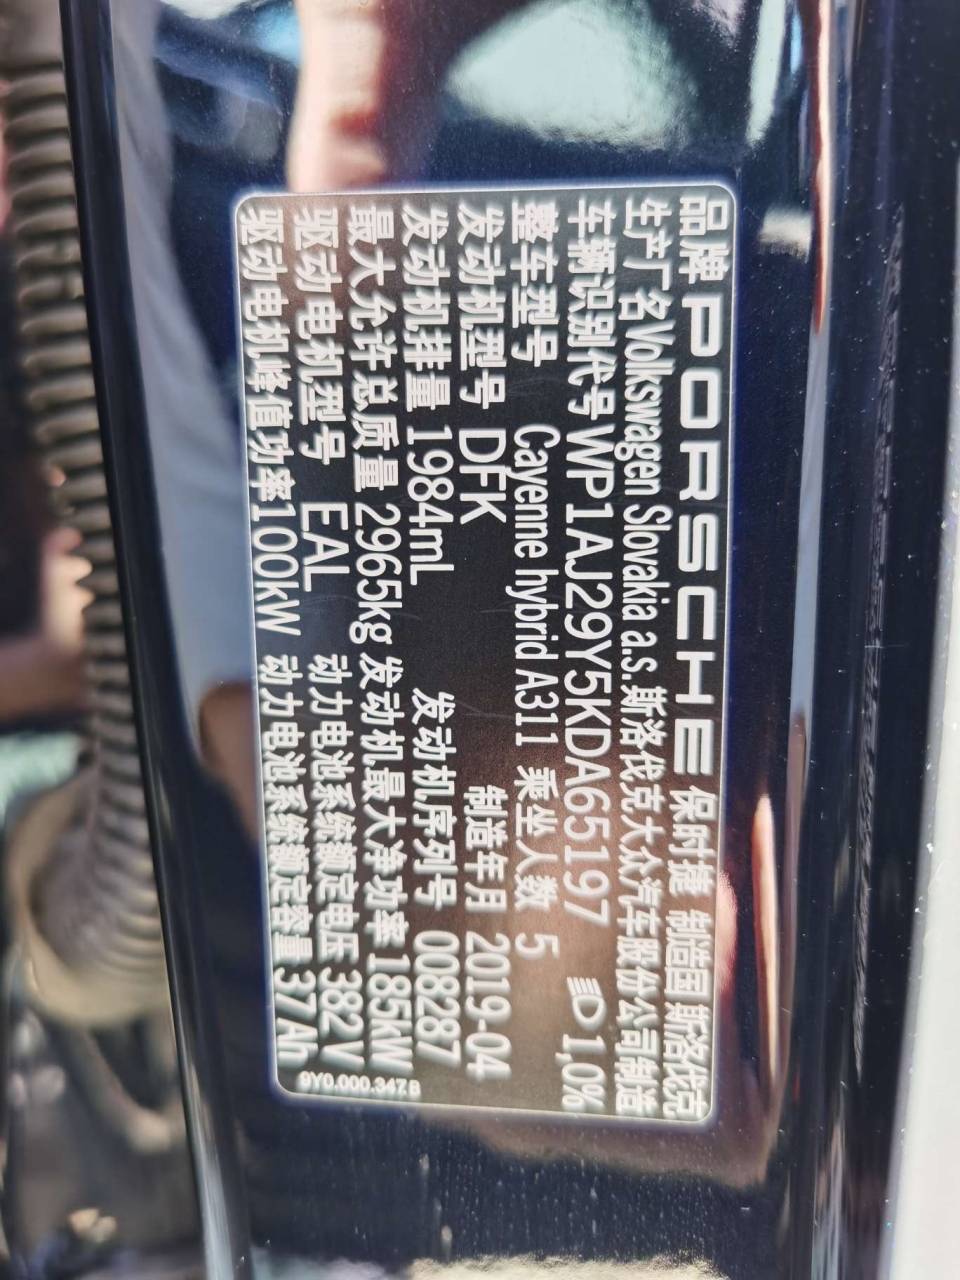 品牌 PORSCHE 保时捷 制造国 斯洛伐克
生产厂名 Volkswagen Slovakia a.s. 斯洛伐克大众汽车股份公司制造
车辆识别代号 WP1AJ29Y5KDA65197 1,0%
整车型号 Cayenne hybrid A311 乘坐人数 5
发动机型号 DFK 制造年月 2019-04
发动机排量 1984mL 发动机序列号 008287
最大允许总质量 2965kg 发动机最大净功率 185kW
驱动电机型号 EAL 动力电池系统额定电压 382V
驱动电机峰值功率 100kW 动力电池系统额定容量 37Ah
9Y0.000.347.B